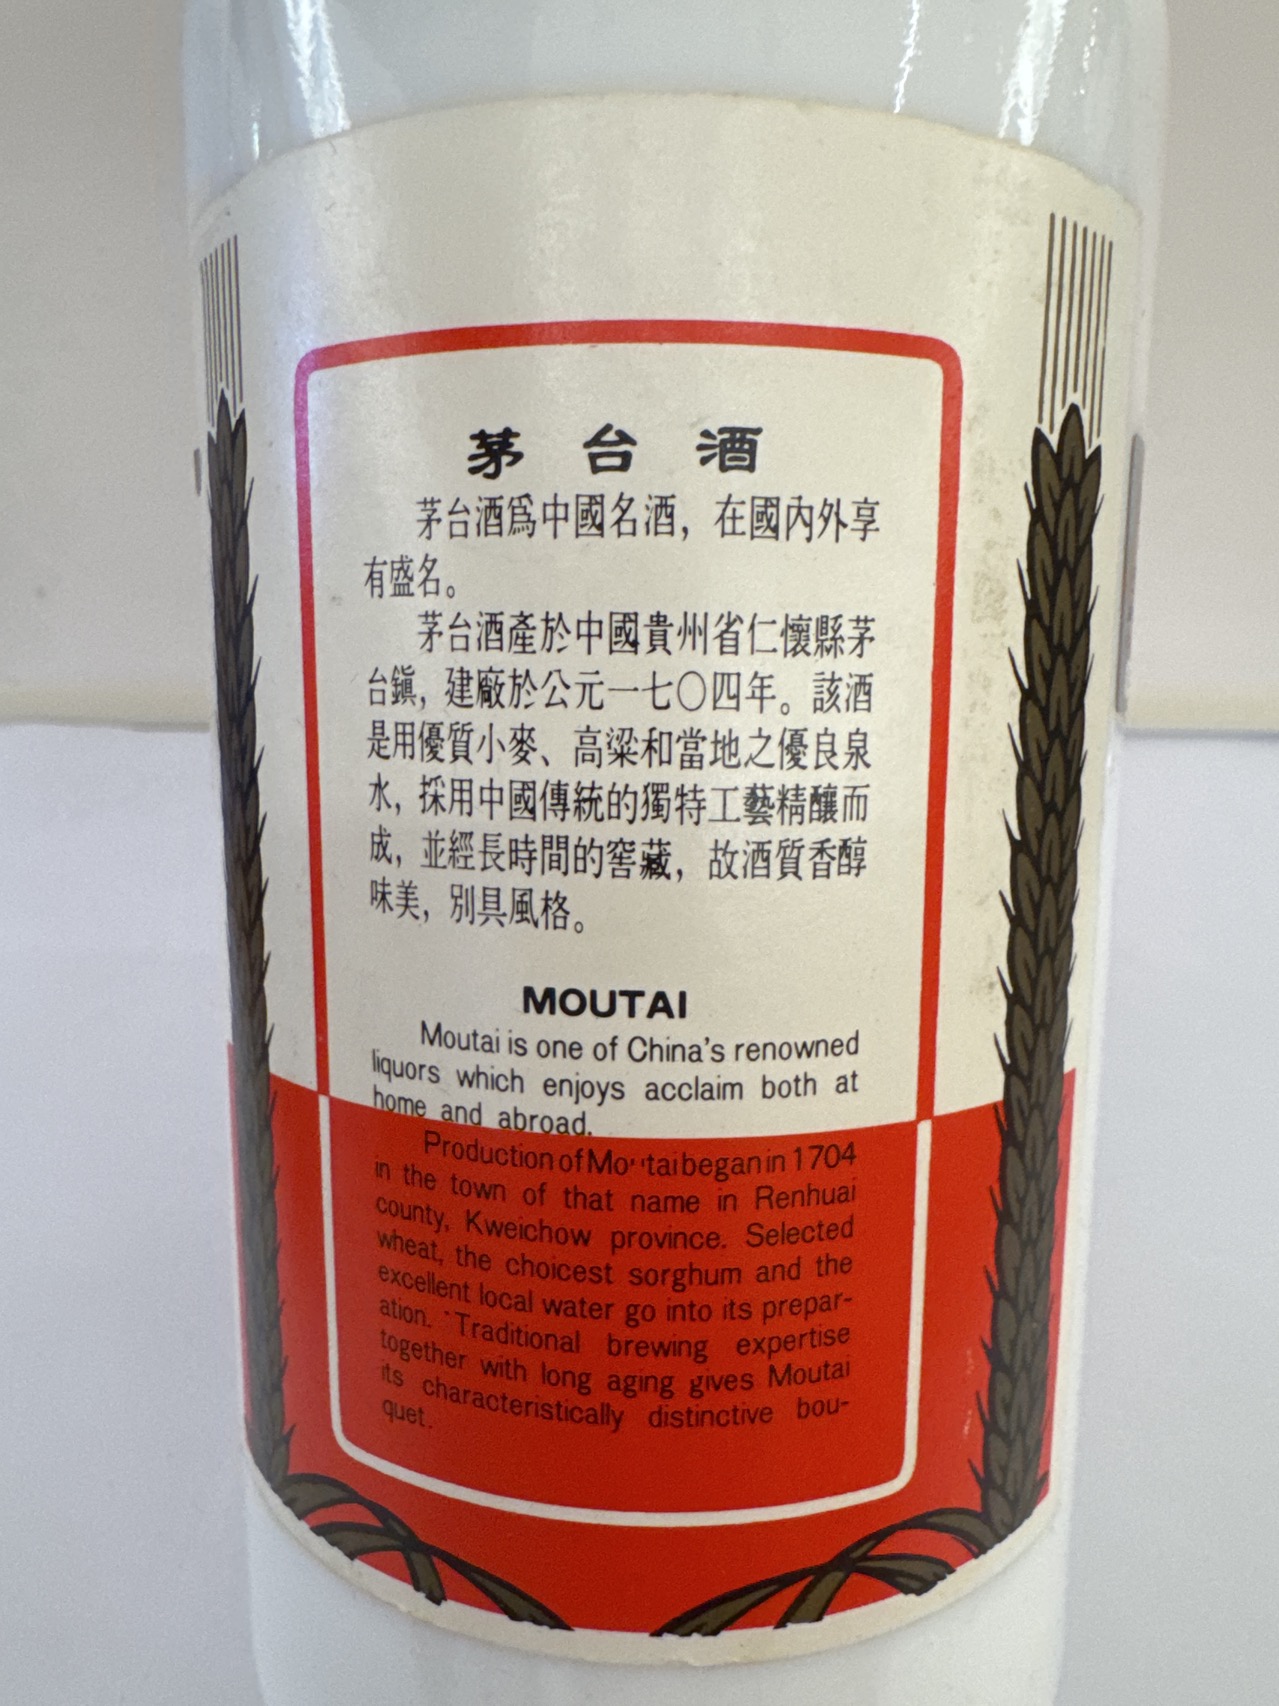 茅台酒
茅台酒爲中國名酒，在國內外享
有盛名。
茅台酒產於中國貴州省仁懷縣茅
台鎭，建廠於公元一七〇四年。該酒
是用優質小麥、高粱和當地之優良泉
水，採用中國傳統的獨特工藝精釀而
成，並經長時間的窖藏，故酒質香醇
味美，別具風格。
MOUTAI
Moutai is one of China's renowned
liquors which enjoys acclaim both at
home and abroad.
Production of Moutai began in 1704
in the town of that name in Renhuai
county, Kweichow province. Selected
wheat, the choicest sorghum and the
excellent local water go into its prepar-
ation. Traditional brewing expertise
together with long aging gives Moutai
its characteristically distinctive bou-
quet.